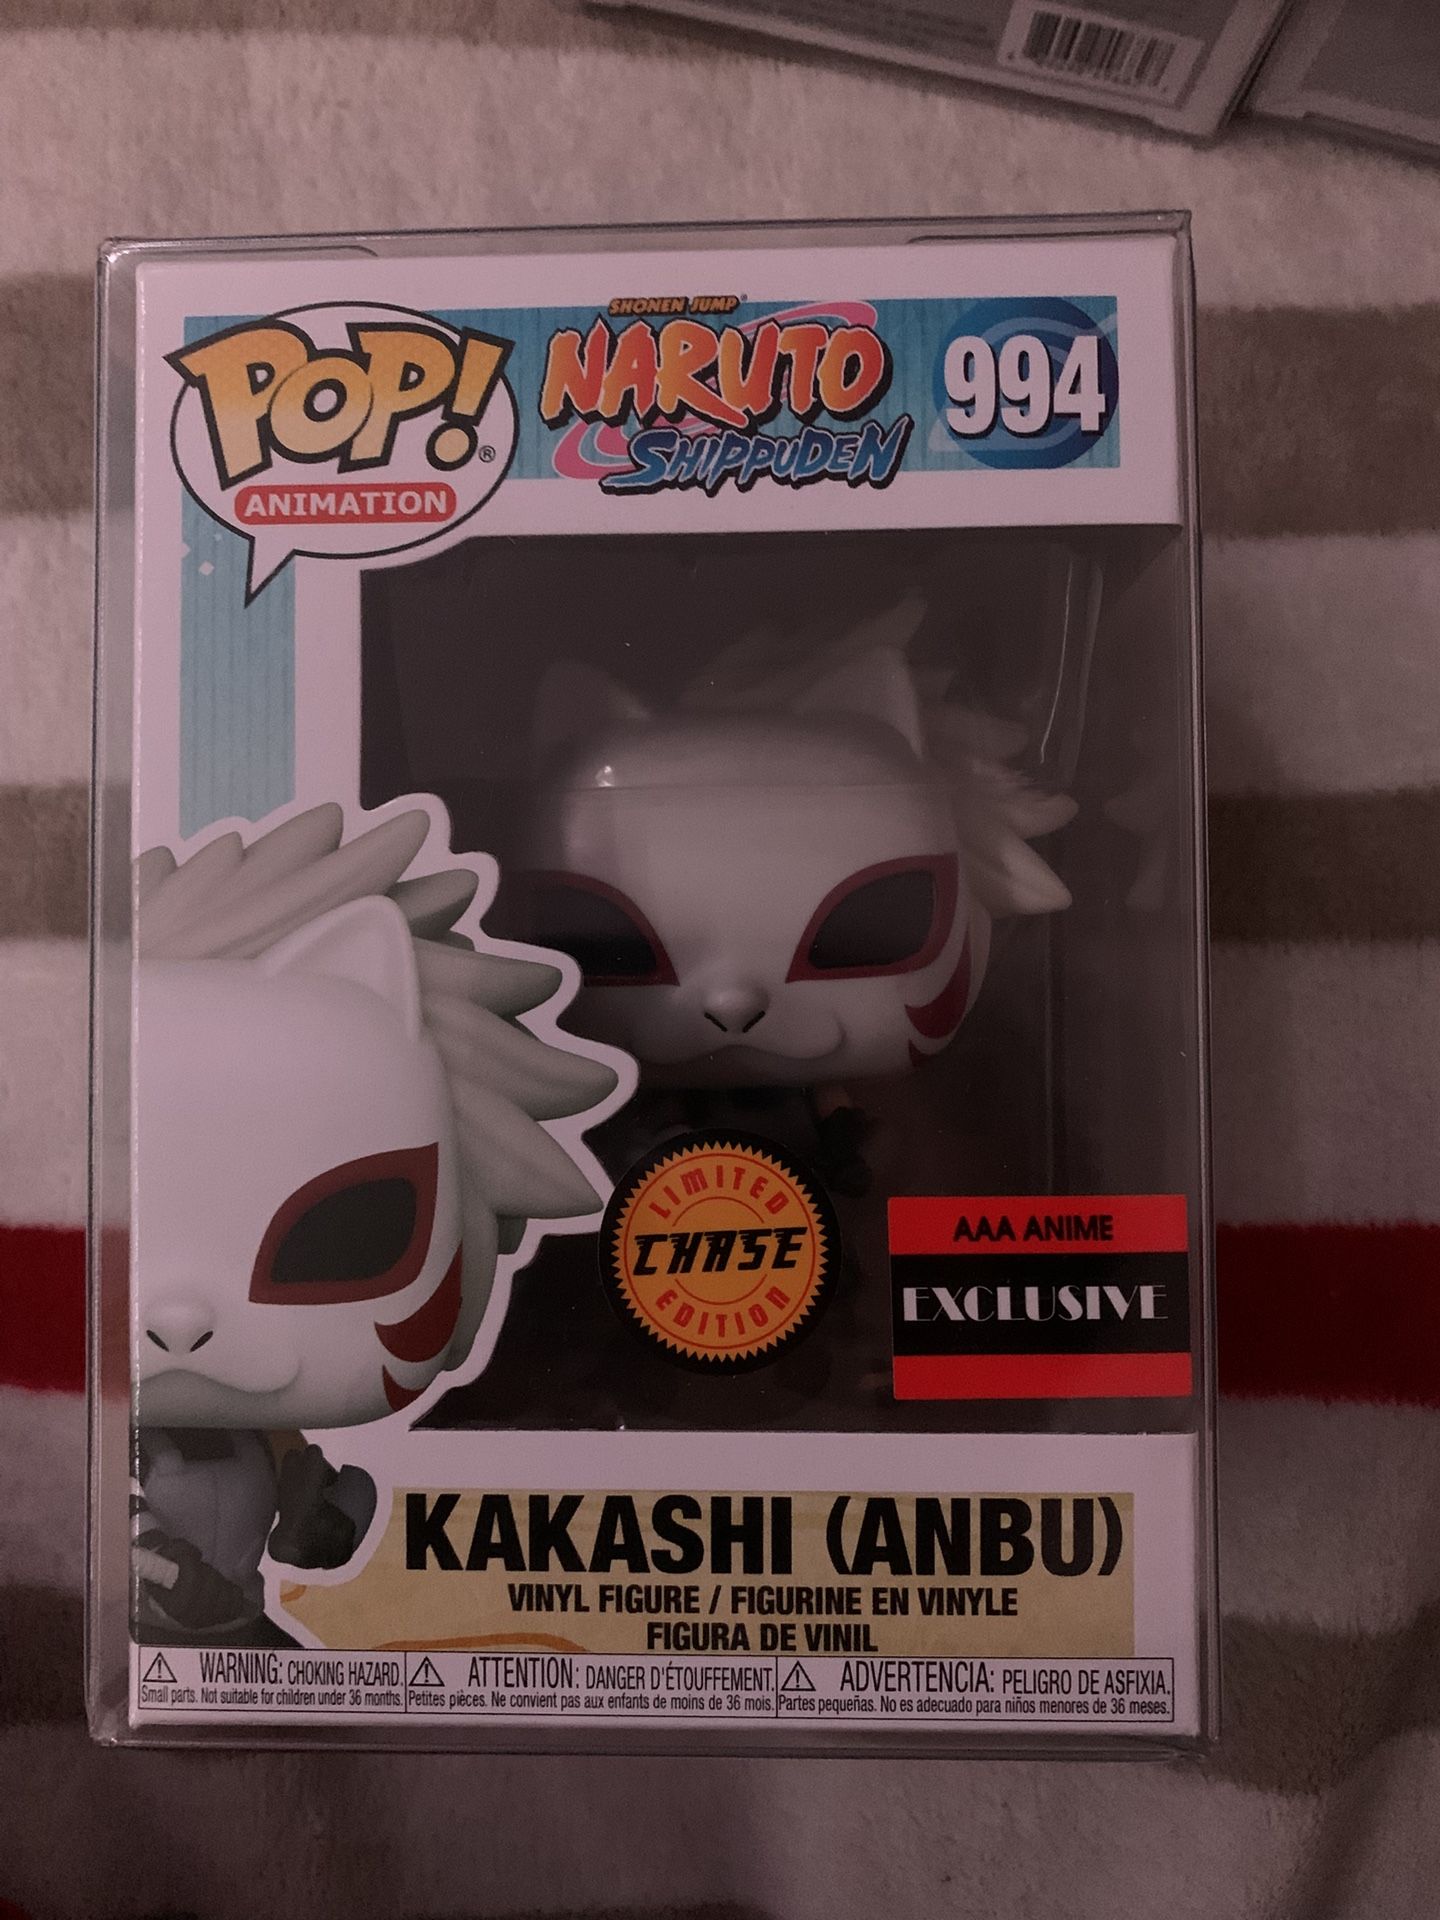 SHONEN JUMP
POP!®
ANIMATION
NARUTO
SHIPPUDEN
994
LIMITED
CHASE
EDITION
AAA ANIME
EXCLUSIVE
KAKASHI (ANBU)
VINYL FIGURE / FIGURINE EN VINYLE
FIGURA DE VINIL
WARNING: CHOKING HAZARD.
Small parts. Not suitable for children under 36 months.
ATTENTION: DANGER D'ÉTOUFFEMENT.
Petites pièces. Ne convient pas aux enfants de moins de 36 mois.
ADVERTENCIA: PELIGRO DE ASFIXIA.
Partes pequeñas. No es adecuado para niños menores de 36 meses.